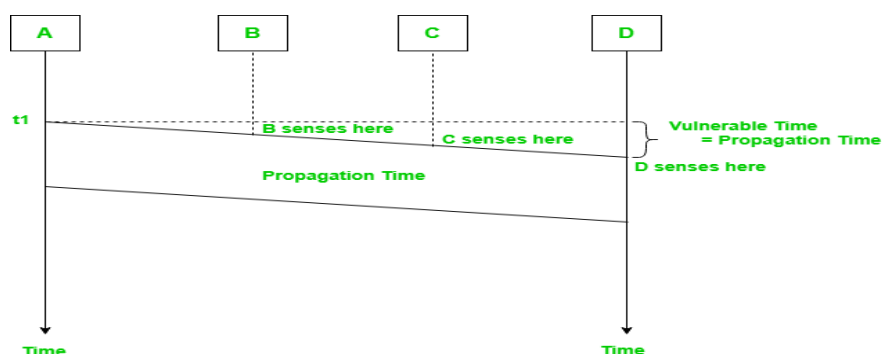 A
B
C
D
t1
B senses here
C senses here
Vulnerable Time
= Propagation Time
D senses here
Propagation Time
Time
Time